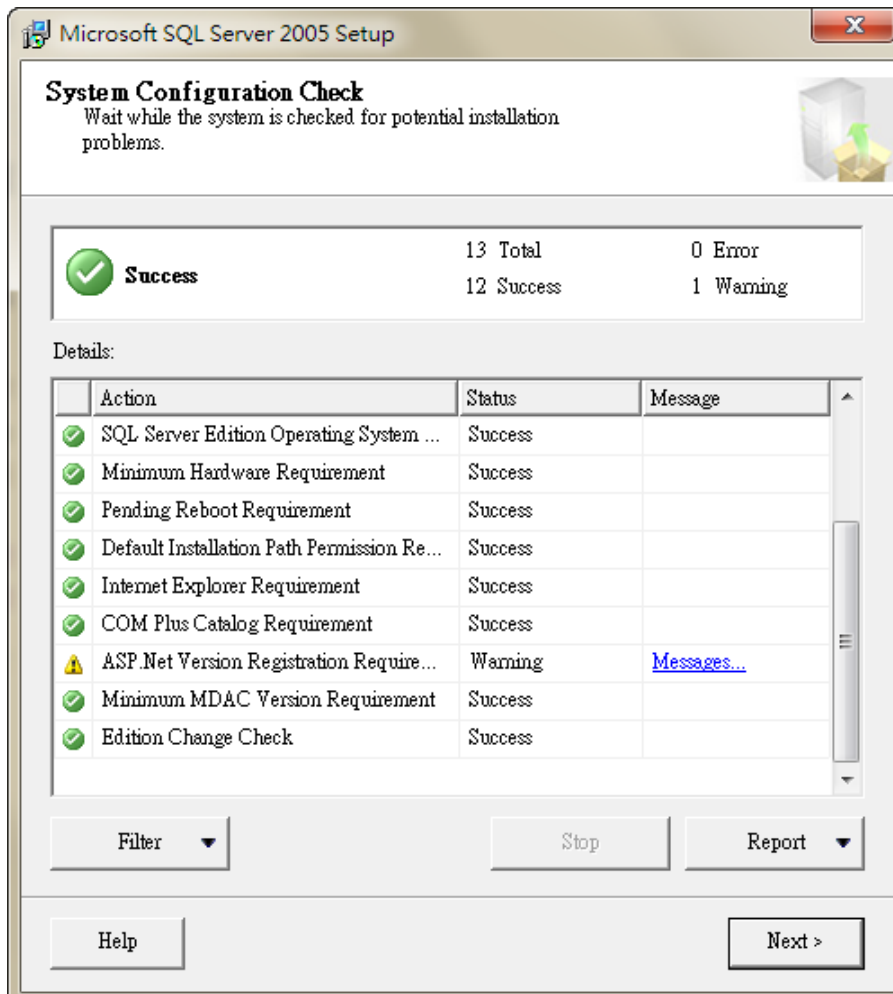 Microsoft SQL Server 2005 Setup
System Configuration Check
Wait while the system is checked for potential installation
problems.
Success
13 Total
0 Error
12 Success
1 Warning
Details:
Action Status Message
SQL Server Edition Operating System ... Success
Minimum Hardware Requirement Success
Pending Reboot Requirement Success
Default Installation Path Permission Re... Success
Internet Explorer Requirement Success
COM Plus Catalog Requirement Success
ASP.Net Version Registration Require... Warning Messages...
Minimum MDAC Version Requirement Success
Edition Change Check Success
Filter Stop Report
Help Next >